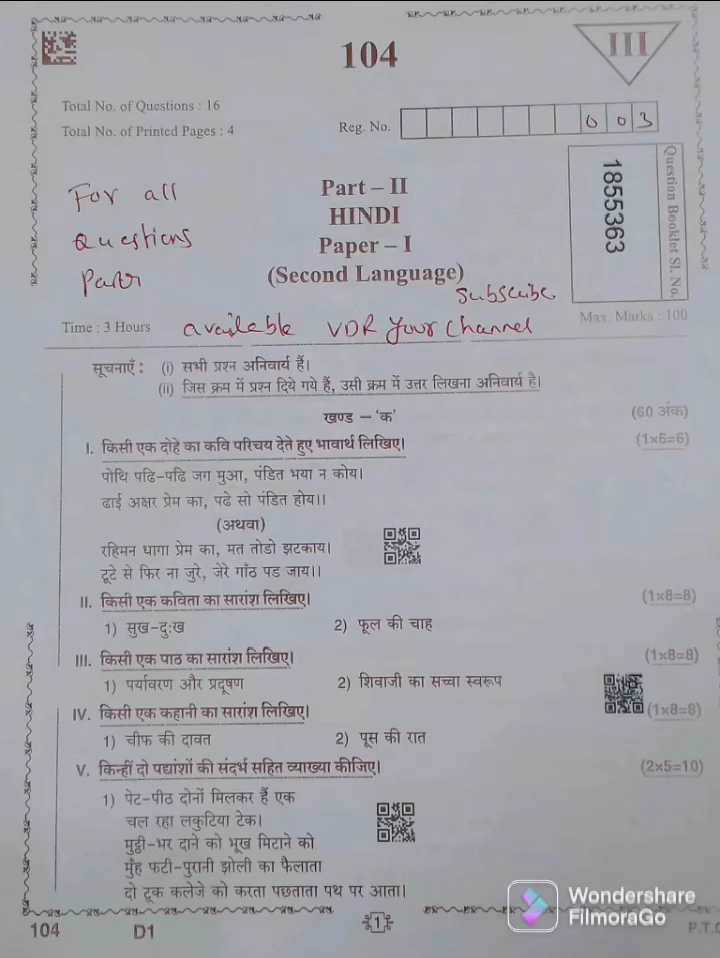 104
III
Total No. of Questions : 16
Total No. of Printed Pages : 4
Reg. No. 0 0 3
For all
Questions
Part – II
HINDI
Paper – I
(Second Language)
1855363
Question Booklet Sl. No.
Subscribe
Time : 3 Hours
available VDR Your Channel
Max. Marks : 100
सूचनाएँ : (i) सभी प्रश्न अनिवार्य हैं।
(ii) जिस क्रम में प्रश्न दिये गये हैं, उसी क्रम में उत्तर लिखना अनिवार्य है।
खण्ड – 'क' (60 अंक)
I. किसी एक दोहे का कवि परिचय देते हुए भावार्थ लिखिए। (1×6=6)
पोथि पढि-पढि जग मुआ, पंडित भया न कोय।
ढाई अक्षर प्रेम का, पढे सो पंडित होय।।
(अथवा)
रहिमन धागा प्रेम का, मत तोडो झटकाय।
टूटे से फिर ना जुरे, जेरे गाँठ पड जाय।।
II. किसी एक कविता का सारांश लिखिए। (1×8=8)
1) सुख-दुःख 2) फूल की चाह
III. किसी एक पाठ का सारांश लिखिए। (1×8=8)
1) पर्यावरण और प्रदूषण 2) शिवाजी का सच्चा स्वरूप
IV. किसी एक कहानी का सारांश लिखिए। (1×8=8)
1) चीफ की दावत 2) पूस की रात
V. किन्हीं दो पद्यांशों की संदर्भ सहित व्याख्या कीजिए। (2×5=10)
1) पेट-पीठ दोनों मिलकर हैं एक
चल रहा लकुटिया टेक।
मुट्ठी-भर दाने को भूख मिटाने को
मुँह फटी-पुरानी झोली का फैलाता
दो टूक कलेजे को करता पछताता पथ पर आता।
Wondershare
FilmoraGo
104 D1 1 P.T.O